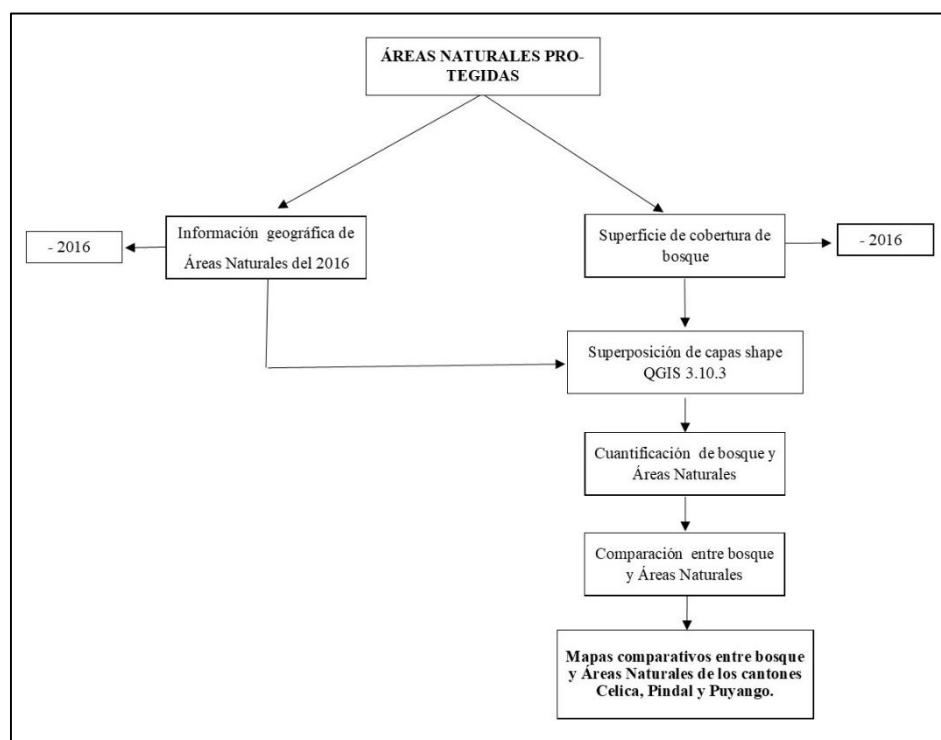 ÁREAS NATURALES PRO-
TEGIDAS
- 2016
Información geográfica de
Áreas Naturales del 2016
Superficie de cobertura de
bosque
- 2016
Superposición de capas shape
QGIS 3.10.3
Cuantificación de bosque y
Áreas Naturales
Comparación entre bosque
y Áreas Naturales
Mapas comparativos entre bosque
y Áreas Naturales de los cantones
Celica, Pindal y Puyango.